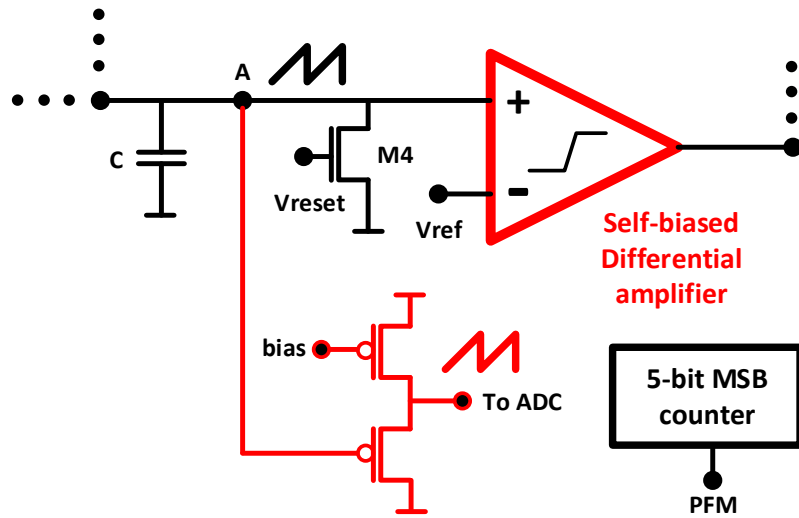 A
+
C
M4
Vreset
-
Vref
Self-biased
Differential
amplifier
bias
To ADC
5-bit MSB
counter
PFM